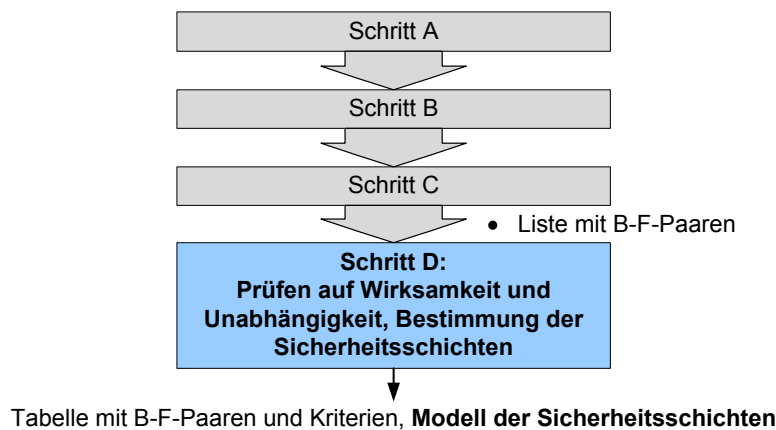 Schritt A
Schritt B
Schritt C
• Liste mit B-F-Paaren
Schritt D:
Prüfen auf Wirksamkeit und
Unabhängigkeit, Bestimmung der
Sicherheitsschichten
Tabelle mit B-F-Paaren und Kriterien, Modell der Sicherheitsschichten